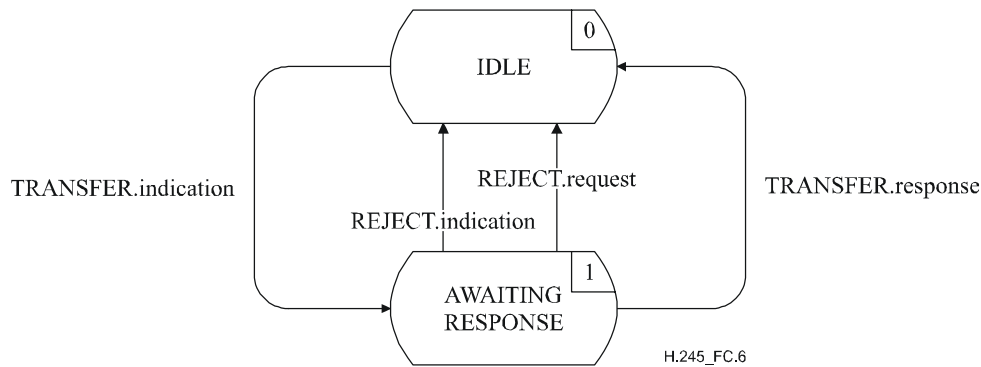 0
IDLE
TRANSFER.indication
REJECT.request
TRANSFER.response
REJECT.indication
1
AWAITING
RESPONSE
H.245_FC.6